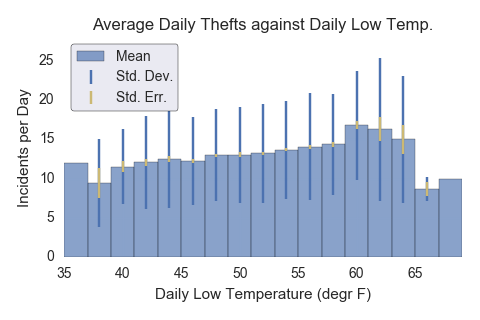 Average Daily Thefts against Daily Low Temp.
Mean
Std. Dev.
Std. Err.
Incidents per Day
25
20
15
10
5
0
35 40 45 50 55 60 65
Daily Low Temperature (degr F)